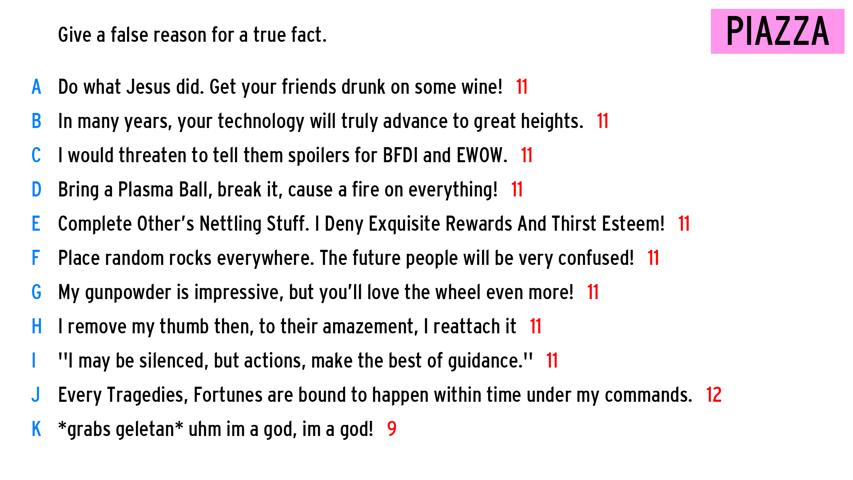 Give a false reason for a true fact.
PIAZZA
A Do what Jesus did. Get your friends drunk on some wine! 11
B In many years, your technology will truly advance to great heights. 11
C I would threaten to tell them spoilers for BFDI and EWOW. 11
D Bring a Plasma Ball, break it, cause a fire on everything! 11
E Complete Other's Nettling Stuff. I Deny Exquisite Rewards And Thirst Esteem! 11
F Place random rocks everywhere. The future people will be very confused! 11
G My gunpowder is impressive, but you'll love the wheel even more! 11
H I remove my thumb then, to their amazement, I reattach it 11
I "I may be silenced, but actions, make the best of guidance." 11
J Every Tragedies, Fortunes are bound to happen within time under my commands. 12
K *grabs geletan* uhm im a god, im a god! 9